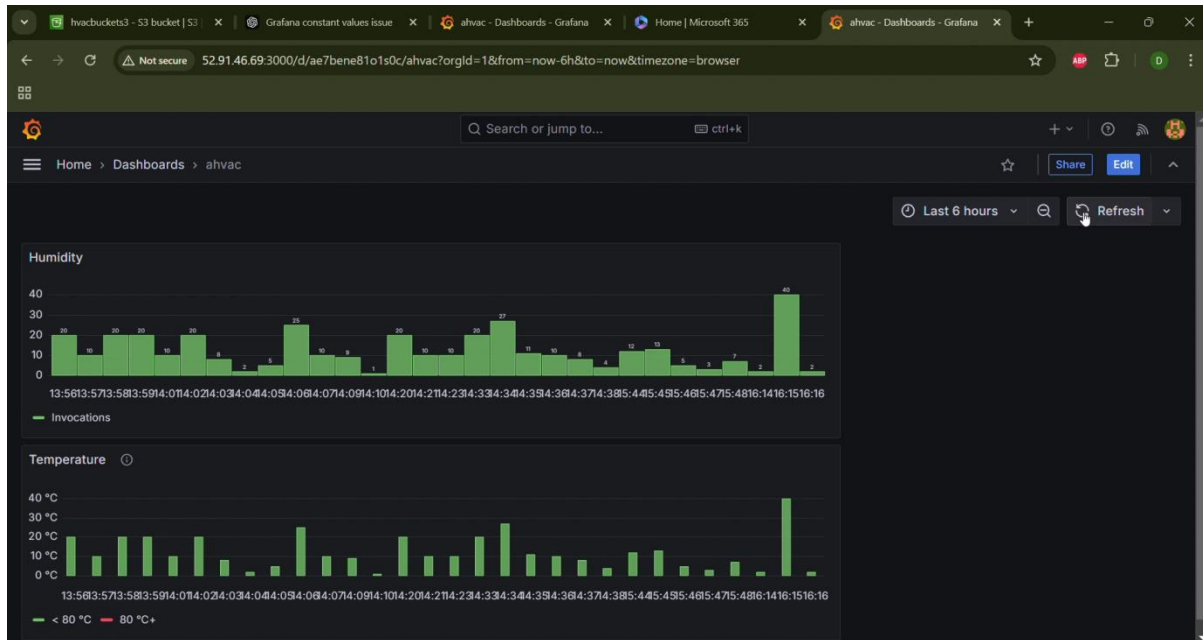 hvacbuckets3 - S3 bucket | S3
Grafana constant values issue
ahvac - Dashboards - Grafana
Home | Microsoft 365
ahvac - Dashboards - Grafana
Not secure 52.91.46.69:3000/d/ae7bene81o1s0c/ahvac?orgId=1&from=now-6h&to=now&timezone=browser
ABP
D
Search or jump to... ctrl+k
Home > Dashboards > ahvac
Share Edit
Last 6 hours Refresh
Humidity
40
30
20
10
0
20 10 20 20 10 20 8 2 5 25 10 9 1 20 10 10 20 27 11 10 8 4 12 13 5 3 7 2 40 2
13:56 13:57 13:58 13:59 14:01 14:02 14:03 14:04 14:05 14:06 14:07 14:09 14:10 14:20 14:21 14:23 14:33 14:34 14:35 14:36 14:37 14:38 15:44 15:45 15:46 15:47 15:48 16:14 16:15 16:16
Invocations
Temperature
40 °C
30 °C
20 °C
10 °C
0 °C
13:56 13:57 13:58 13:59 14:01 14:02 14:03 14:04 14:05 14:06 14:07 14:09 14:10 14:20 14:21 14:23 14:33 14:34 14:35 14:36 14:37 14:38 15:44 15:45 15:46 15:47 15:48 16:14 16:15 16:16
< 80 °C 80 °C+